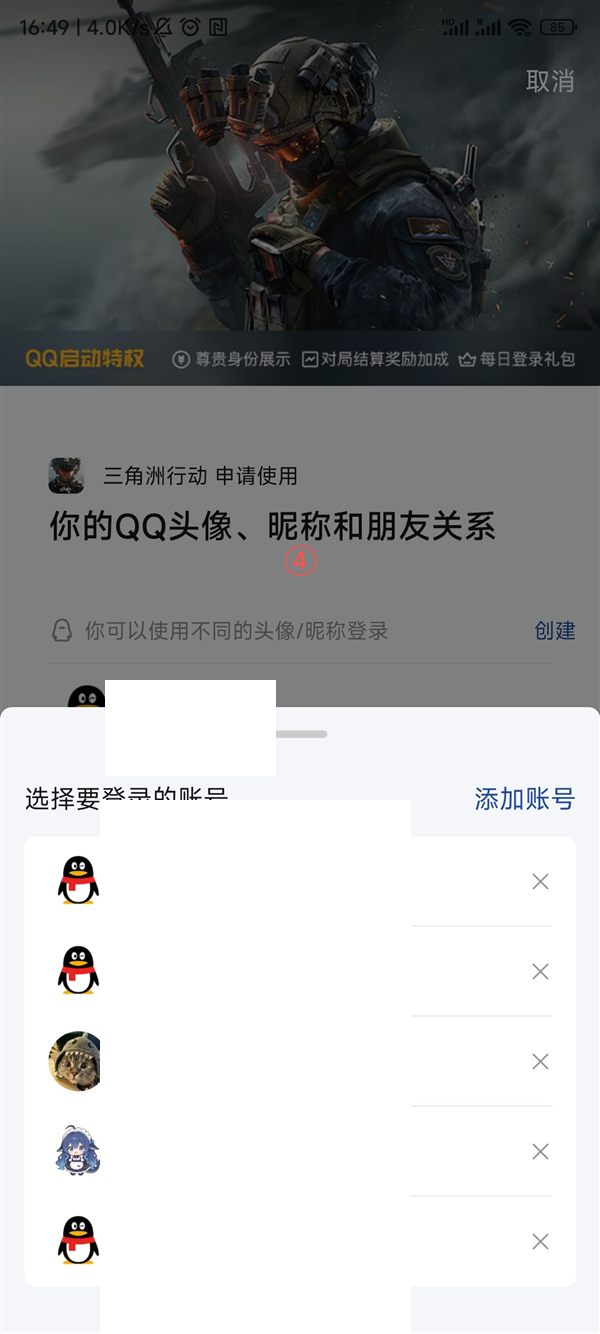 16:49 | 4.0K/s HD R 85
取消
QQ启动特权 尊贵身份展示 对局结算奖励加成 每日登录礼包
三角洲行动 申请使用
你的QQ头像、昵称和朋友关系
④
你可以使用不同的头像/昵称登录 创建
选择要登录的账号 添加账号